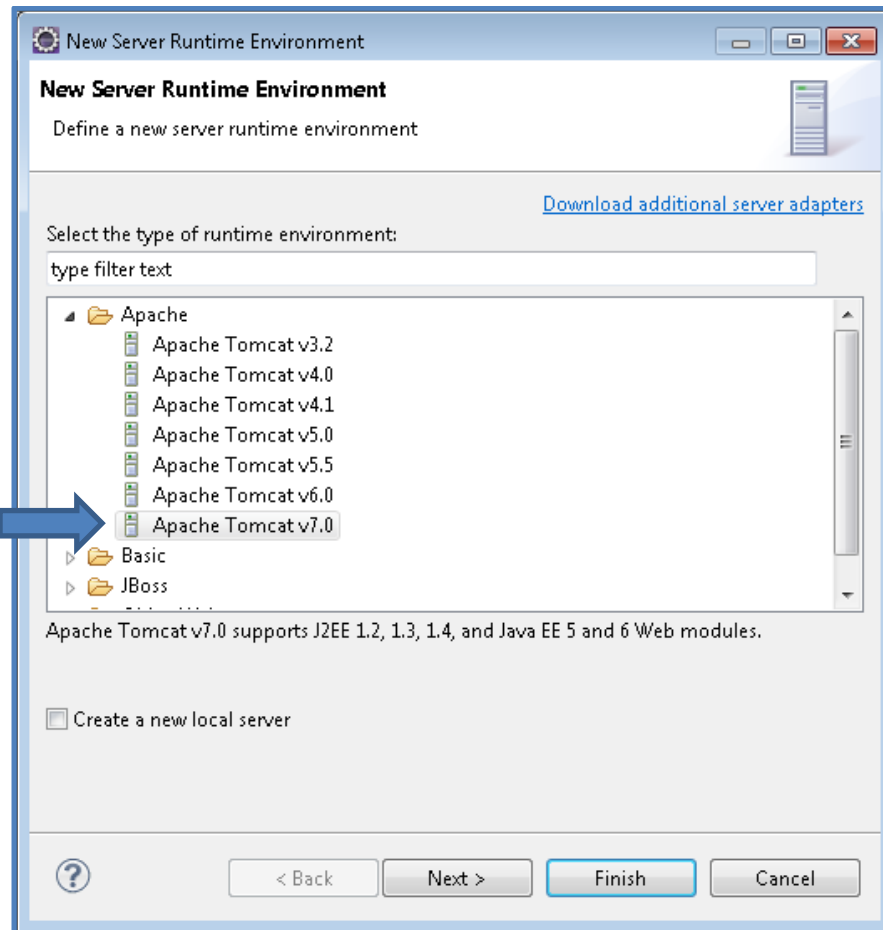 New Server Runtime Environment
New Server Runtime Environment
Define a new server runtime environment
Download additional server adapters
Select the type of runtime environment:
type filter text
Apache
Apache Tomcat v3.2
Apache Tomcat v4.0
Apache Tomcat v4.1
Apache Tomcat v5.0
Apache Tomcat v5.5
Apache Tomcat v6.0
Apache Tomcat v7.0
Basic
JBoss
Apache Tomcat v7.0 supports J2EE 1.2, 1.3, 1.4, and Java EE 5 and 6 Web modules.
Create a new local server
< Back Next > Finish Cancel